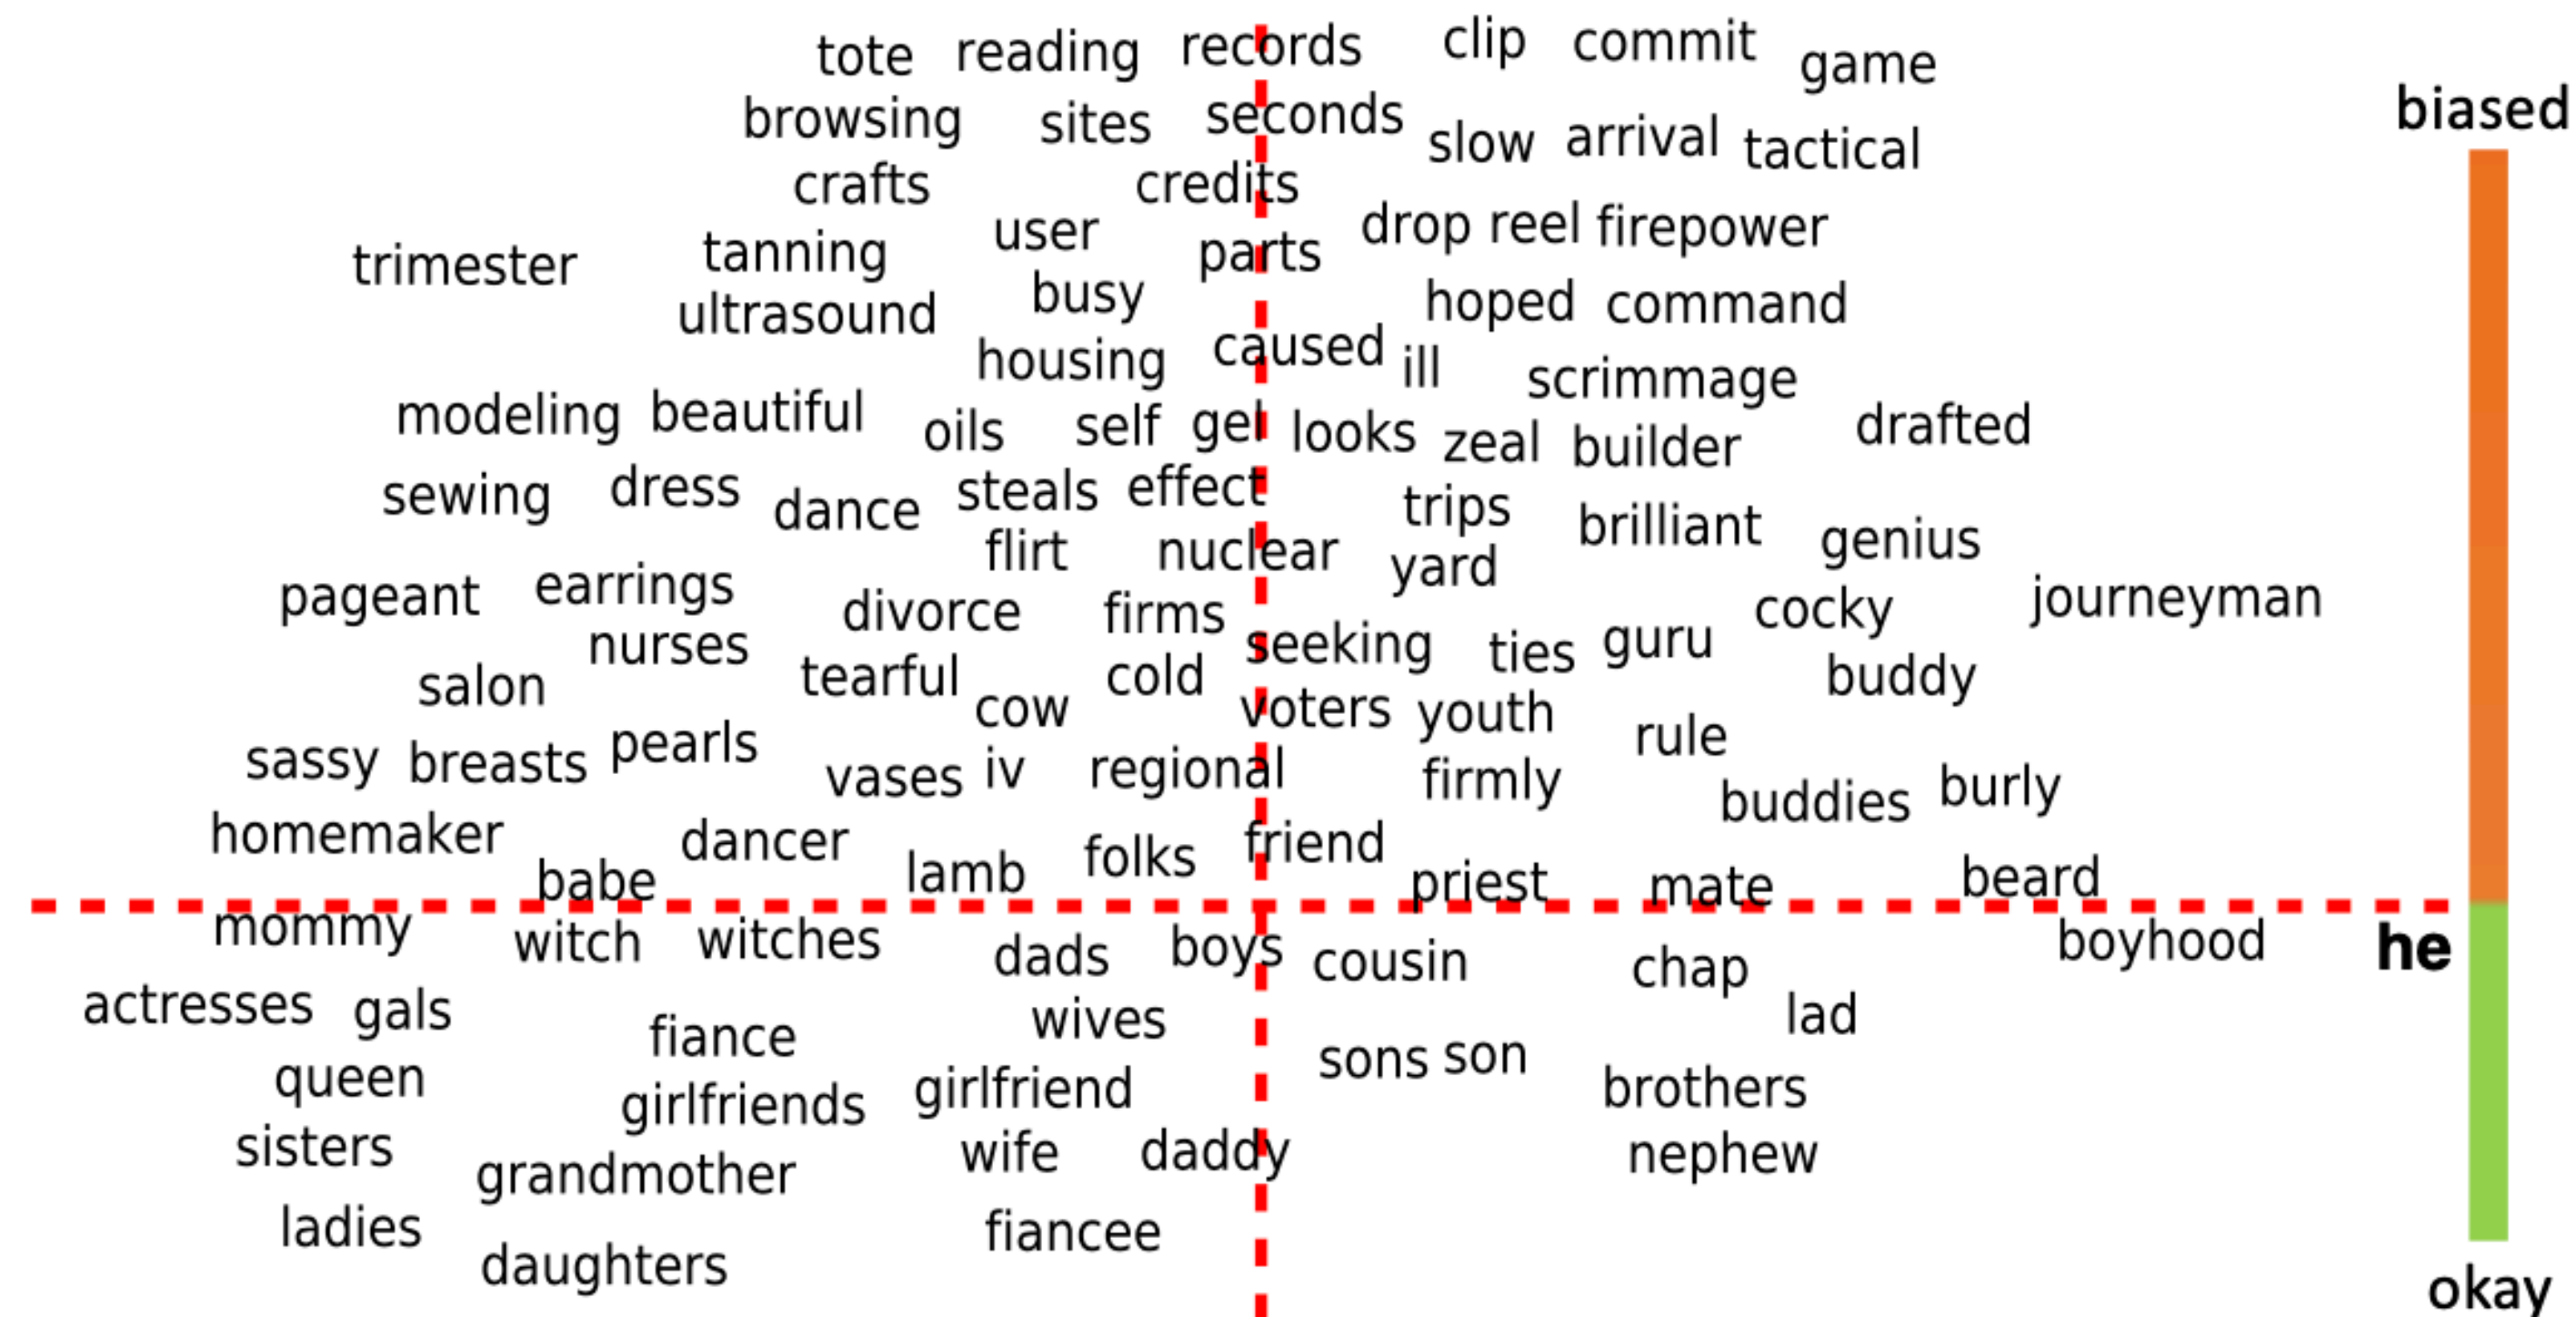 tote reading records clip commit game
biased
browsing sites seconds slow arrival tactical
crafts credits
trimester tanning user parts drop reel firepower
ultrasound busy hoped command
housing caused ill scrimmage
modeling beautiful oils self gel looks zeal builder drafted
sewing dress dance steals effect trips brilliant genius
flirt nuclear yard
pageant earrings divorce firms cocky journeyman
nurses tearful cold seeking ties guru buddy
salon cow voters youth rule
sassy breasts pearls vases iv regional firmly buddies burly
homemaker dancer lamb folks friend
babe priest mate beard
mommy witch witches dads boys cousin chap boyhood he
actresses gals fiance wives lad
queen girlfriends girlfriend sons son brothers
sisters grandmother wife daddy nephew
ladies daughters fiancee
okay